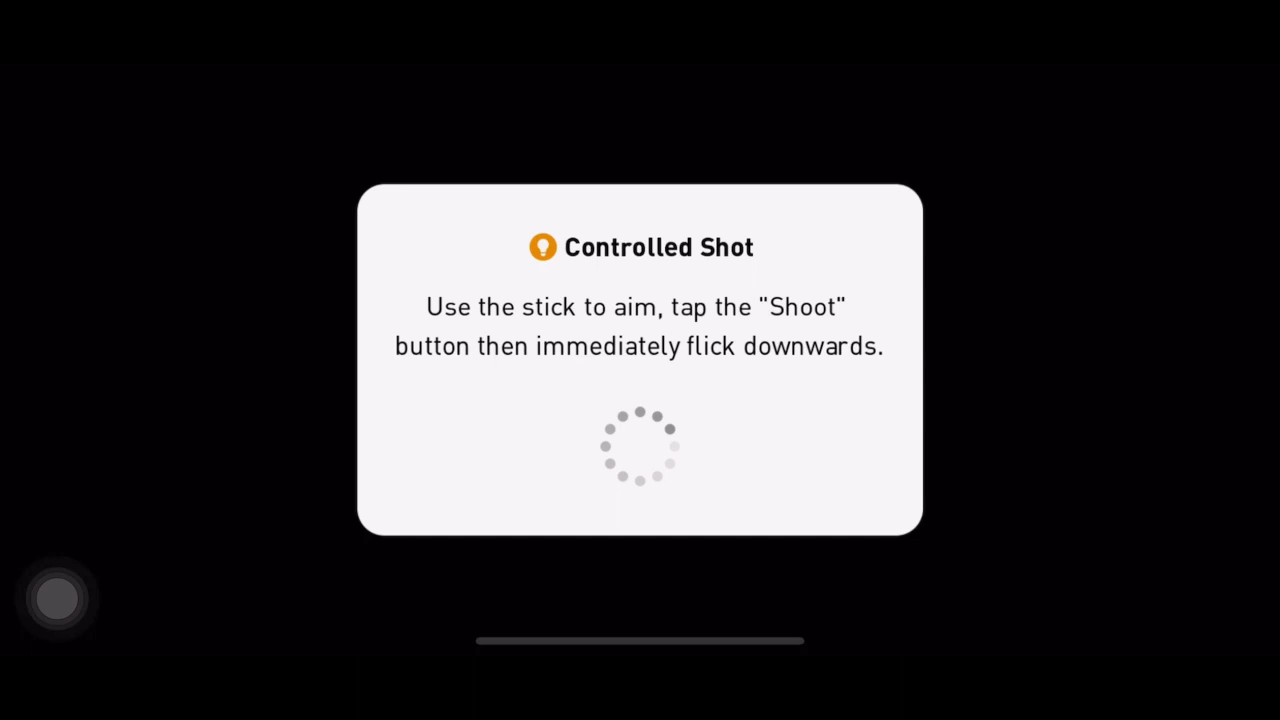 Controlled Shot
Use the stick to aim, tap the "Shoot"
button then immediately flick downwards.